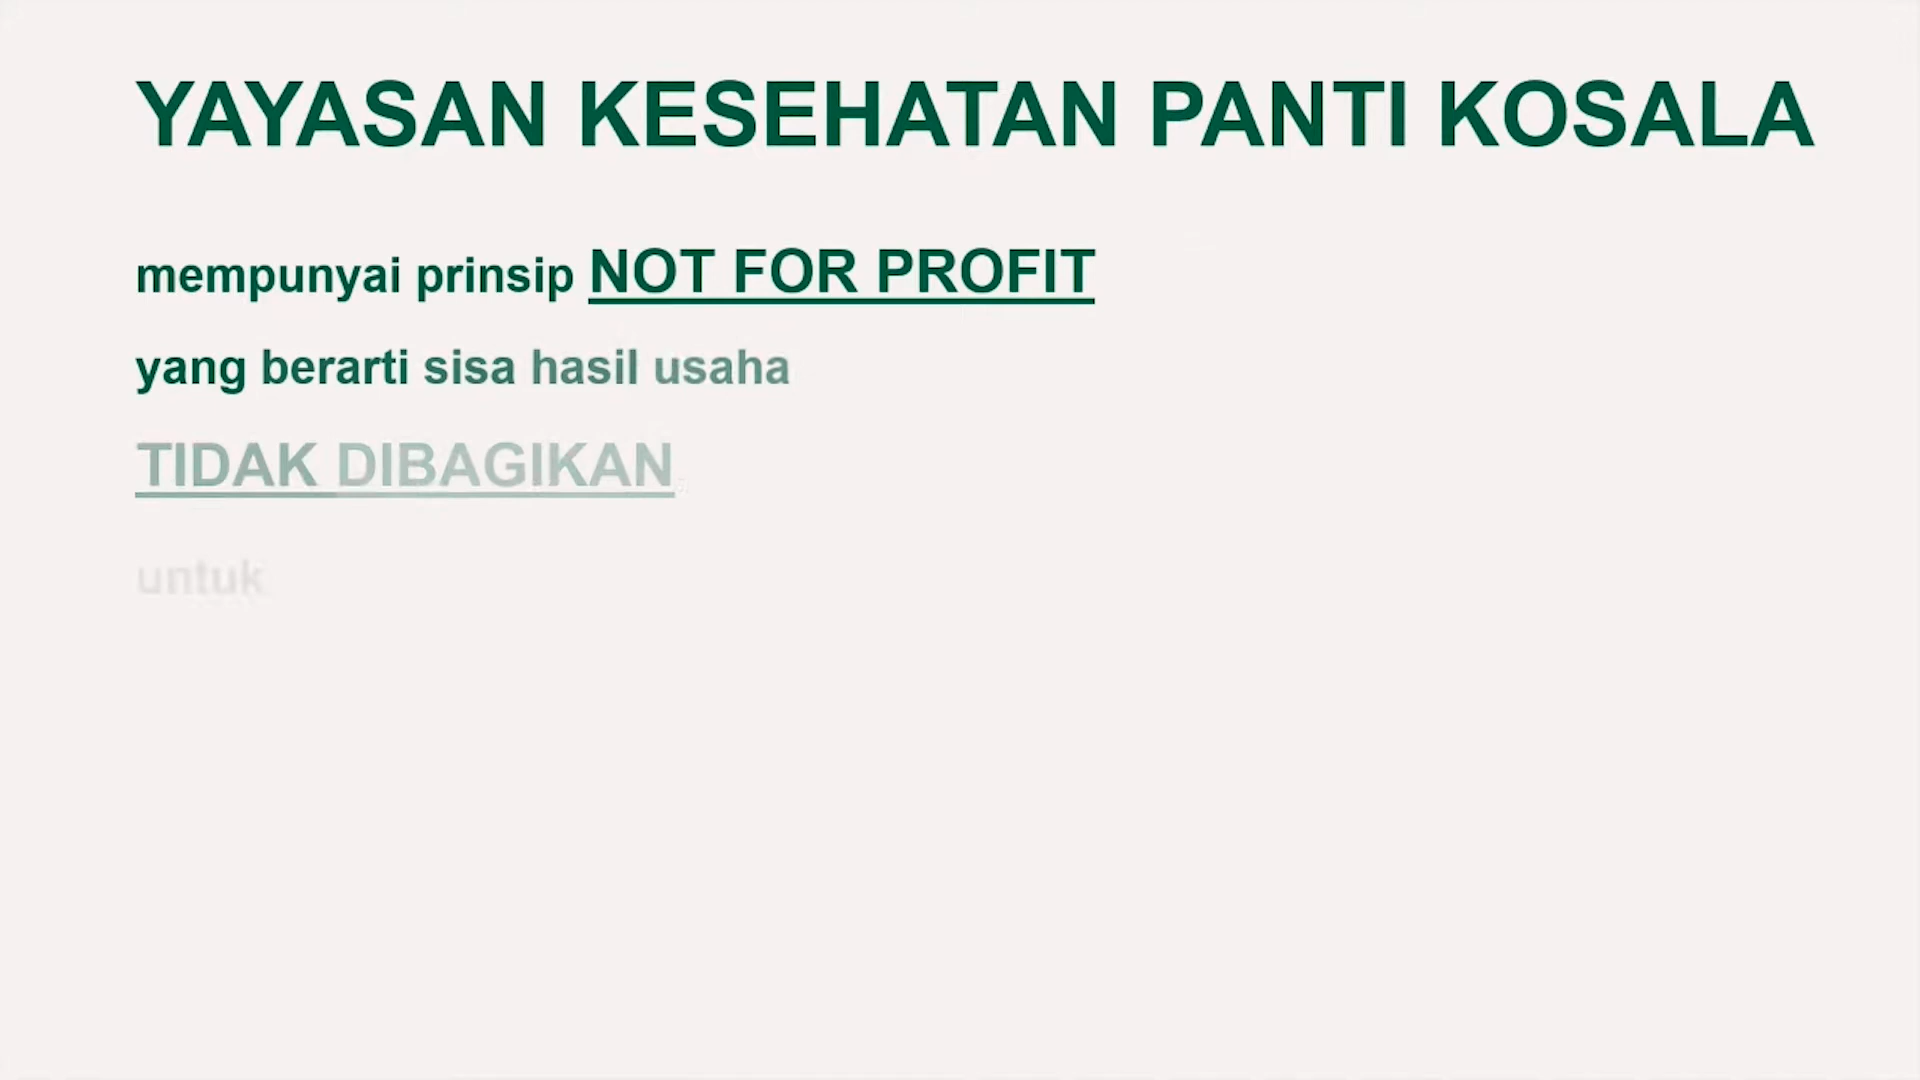 YAYASAN KESEHATAN PANTI KOSALA
mempunyai prinsip NOT FOR PROFIT
yang berarti sisa hasil usaha
TIDAK DIBAGIKAN
untuk